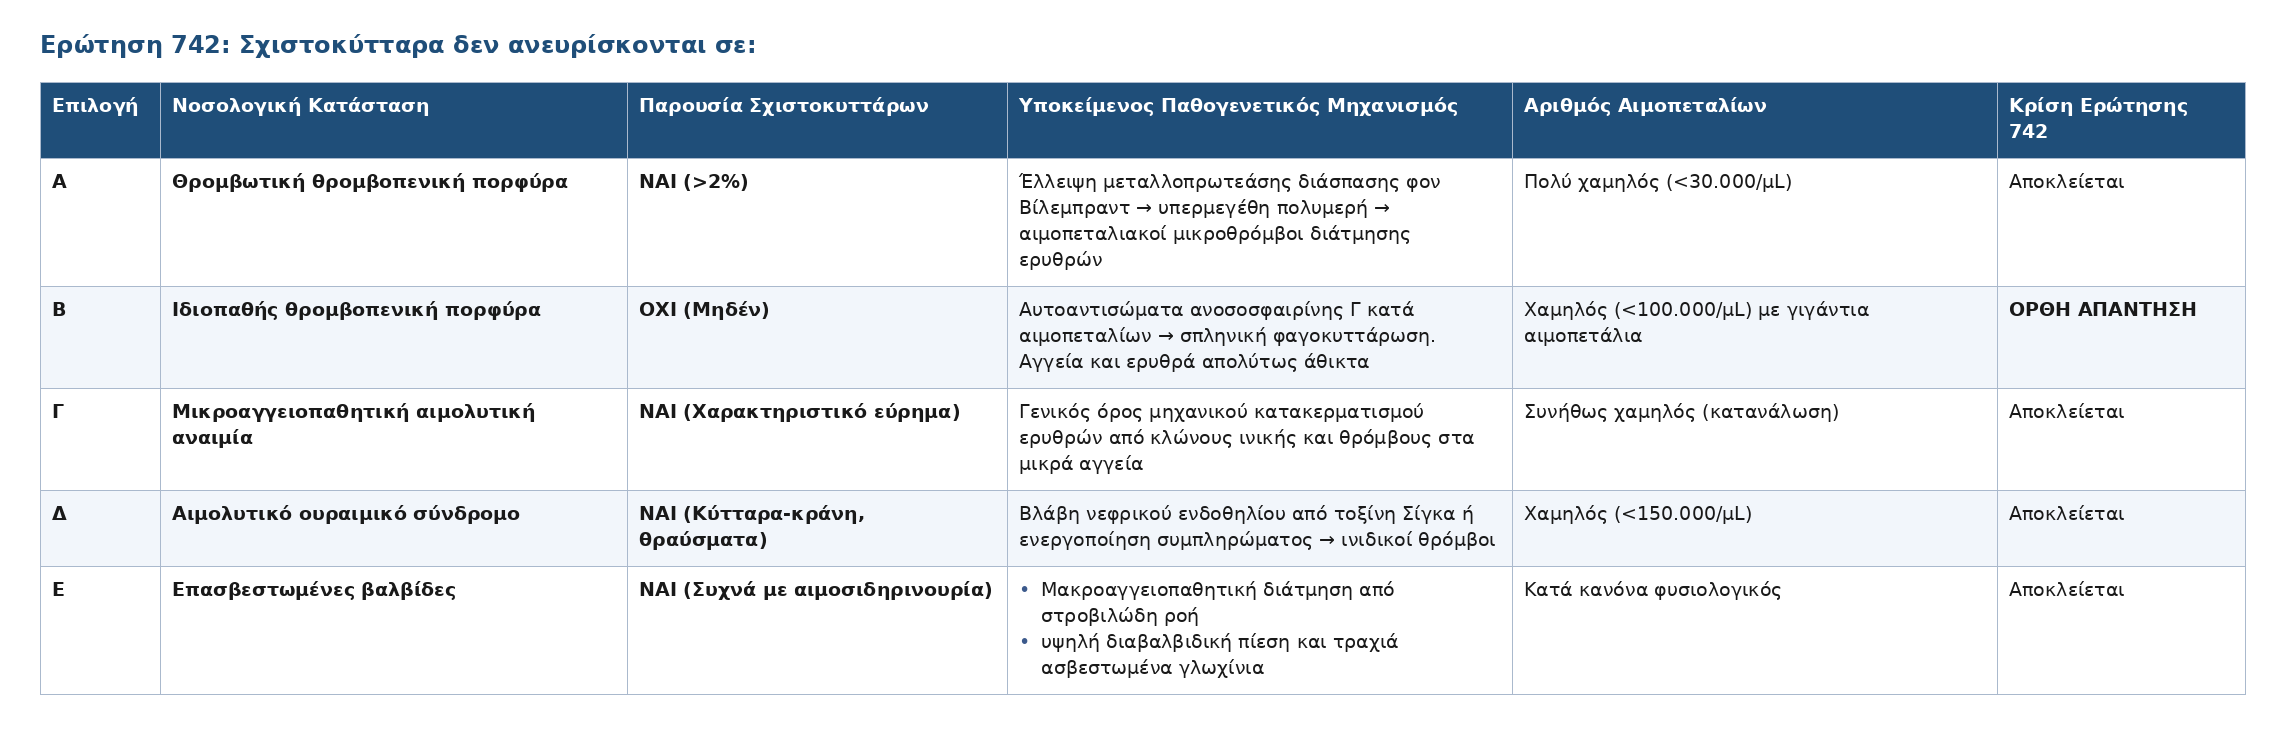 Ερώτηση 742: Σχιστοκύτταρα δεν ανευρίσκονται σε:
Επιλογή
Νοσολογική Κατάσταση
Παρουσία Σχιστοκυττάρων
Υποκείμενος Παθογενετικός Μηχανισμός
Αριθμός Αιμοπεταλίων
Κρίση Ερώτησης
742
Α
Θρομβωτική θρομβοπενική πορφύρα
ΝΑΙ (>2%)
Έλλειψη μεταλλοπρωτεάσης διάσπασης φον
Βίλεμπραντ → υπερμεγέθη πολυμερή →
αιμοπεταλιακοί μικροθρόμβοι διάτμησης
ερυθρών
Πολύ χαμηλός (<30.000/μL)
Αποκλείεται
Β
Ιδιοπαθής θρομβοπενική πορφύρα
ΟΧΙ (Μηδέν)
Αυτοαντισώματα ανοσοσφαιρίνης Γ κατά
αιμοπεταλίων → σπληνική φαγοκυττάρωση.
Αγγεία και ερυθρά απολύτως άθικτα
Χαμηλός (<100.000/μL) με γιγάντια
αιμοπετάλια
ΟΡΘΗ ΑΠΑΝΤΗΣΗ
Γ
Μικροαγγειοπαθητική αιμολυτική
αναιμία
ΝΑΙ (Χαρακτηριστικό εύρημα)
Γενικός όρος μηχανικού κατακερματισμού
ερυθρών από κλώνους ινικής και θρόμβους στα
μικρά αγγεία
Συνήθως χαμηλός (κατανάλωση)
Αποκλείεται
Δ
Αιμολυτικό ουραιμικό σύνδρομο
ΝΑΙ (Κύτταρα-κράνη,
θραύσματα)
Βλάβη νεφρικού ενδοθηλίου από τοξίνη Σίγκα ή
ενεργοποίηση συμπληρώματος → ινιδικοί θρόμβοι
Χαμηλός (<150.000/μL)
Αποκλείεται
Ε
Επασβεστωμένες βαλβίδες
ΝΑΙ (Συχνά με αιμοσιδηρινουρία)
• Μακροαγγειοπαθητική διάτμηση από
στροβιλώδη ροή
• υψηλή διαβαλβιδική πίεση και τραχιά
ασβεστωμένα γλωχίνια
Κατά κανόνα φυσιολογικός
Αποκλείεται